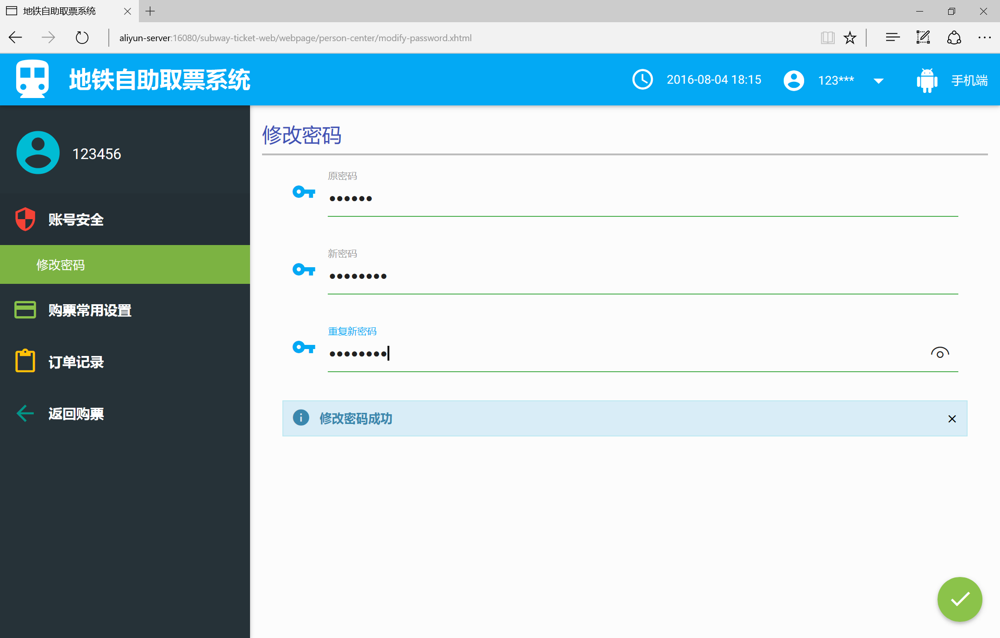 地铁自助取票系统
aliyun-server:16080/subway-ticket-web/webpage/person-center/modify-password.xhtml
地铁自助取票系统
2016-08-04 18:15
123***
手机端
123456
账号安全
修改密码
购票常用设置
订单记录
返回购票
修改密码
原密码
••••••
新密码
••••••••
重复新密码
••••••••
修改密码成功